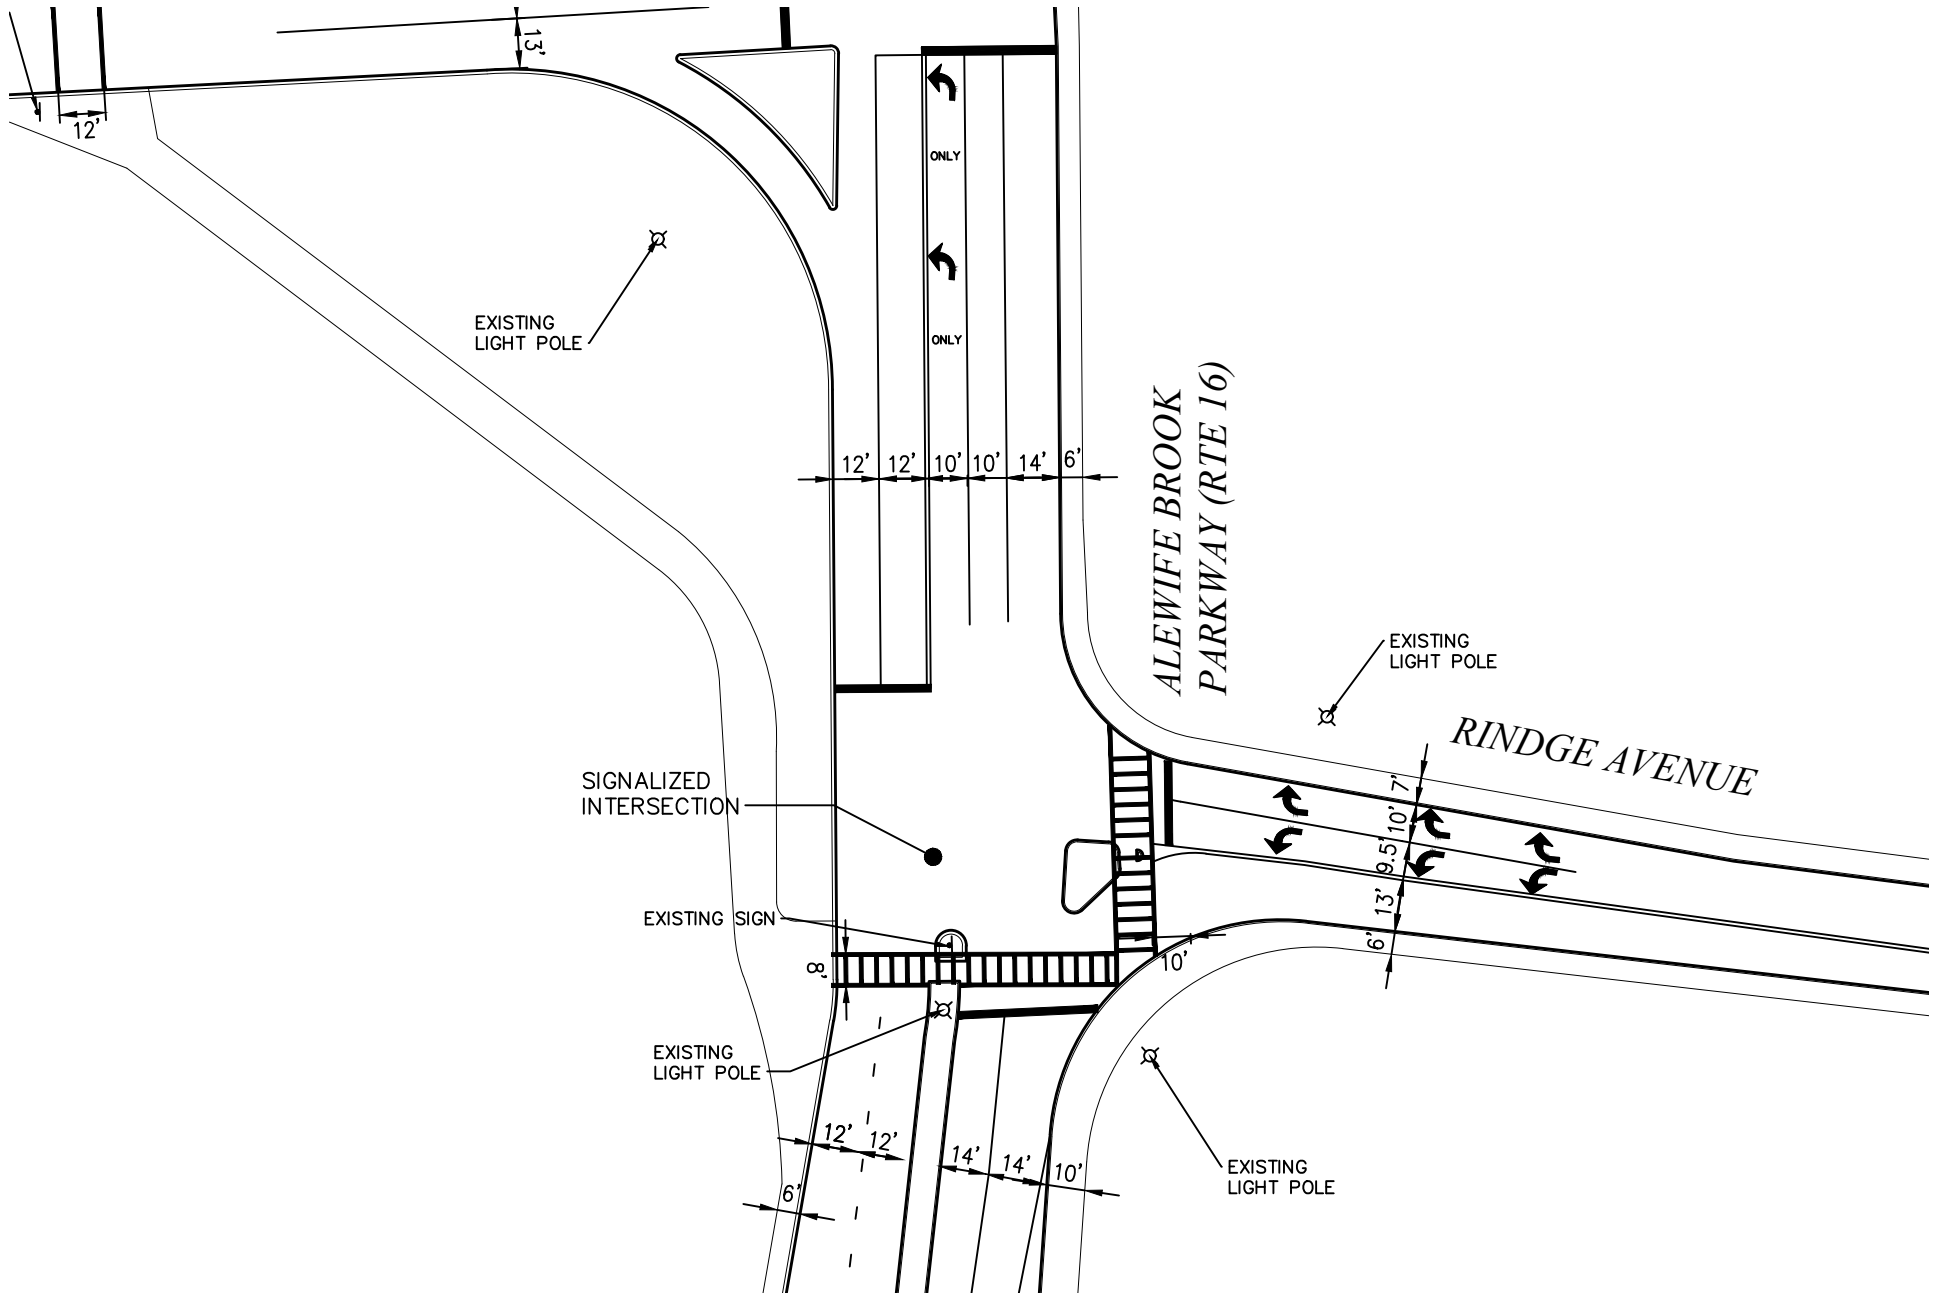 13'
12'
ONLY
ONLY
EXISTING
LIGHT POLE
12' 12' 10' 10' 14' 6'
ALEWIFE BROOK
PARKWAY (RTE 16)
EXISTING
LIGHT POLE
RINDGE AVENUE
SIGNALIZED
INTERSECTION
7'
10'
9.5'
13'
6'
EXISTING SIGN
8'
10'
EXISTING
LIGHT POLE
12' 12' 14' 14' 10'
6'
EXISTING
LIGHT POLE